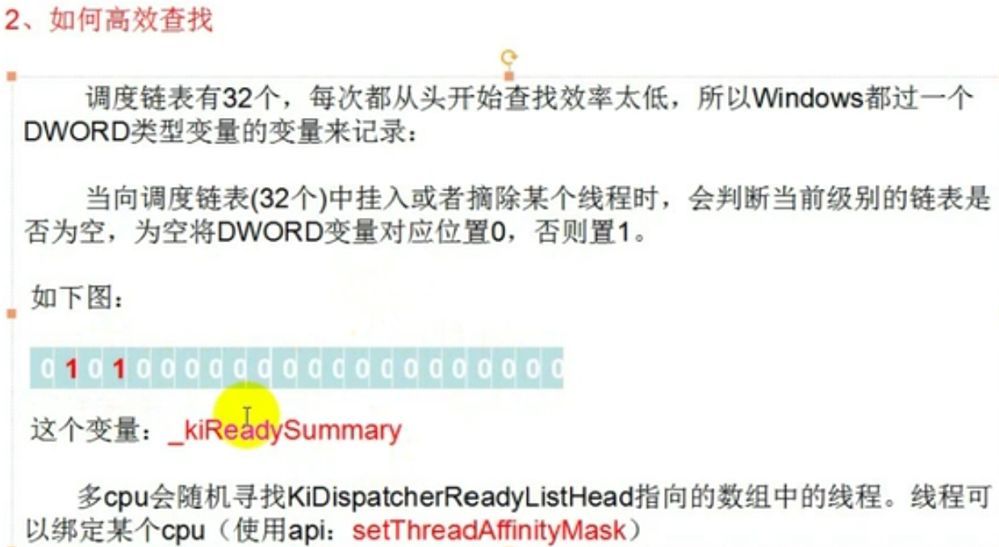 2、如何高效查找
调度链表有32个，每次都从头开始查找效率太低，所以Windows都过一个
DWORD类型变量的变量来记录：
当向调度链表(32个)中挂入或者摘除某个线程时，会判断当前级别的链表是
否为空，为空将DWORD变量对应位置0，否则置1。
如下图：
0 1 0 1 0 0 0 0 0 0 0 0 0 0 0 0 0 0 0 0 0 0
这个变量：_kiReadySummary
多cpu会随机寻找KiDispatcherReadyListHead指向的数组中的线程。线程可
以绑定某个cpu（使用api：setThreadAffinityMask）